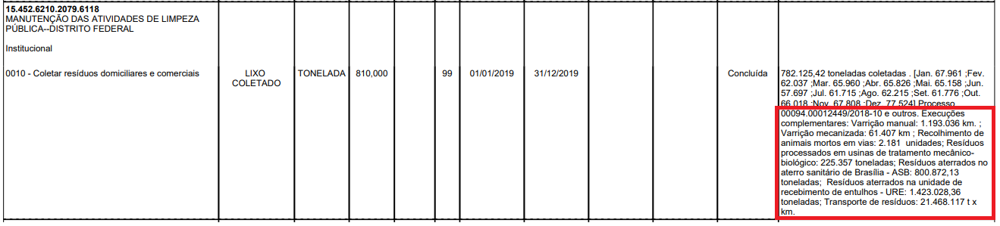 15.452.6210.2079.6118
MANUTENÇÃO DAS ATIVIDADES DE LIMPEZA
PÚBLICA--DISTRITO FEDERAL
Institucional
0010 - Coletar resíduos domiciliares e comerciais
LIXO
COLETADO
TONELADA
810,000
99
01/01/2019
31/12/2019
Concluída
782.125,42 toneladas coletadas . [Jan. 67.961 ;Fev.
62.037 ;Mar. 65.960 ;Abr. 65.826 ;Mai. 65.158 ;Jun.
57.697 ;Jul. 61.715 ;Ago. 62.215 ;Set. 61.776 ;Out.
66.018 ;Nov. 67.808 ;Dez. 77.524] Processo
00094.00012449/2018-10 e outros. Execuções
complementares: Varrição manual: 1.193.036 km. ;
Varrição mecanizada: 61.407 km ; Recolhimento de
animais mortos em vias: 2.181 unidades; Resíduos
processados em usinas de tratamento mecânico-
biológico: 225.357 toneladas; Resíduos aterrados no
aterro sanitário de Brasília - ASB: 800.872,13
toneladas; Resíduos aterrados na unidade de
recebimento de entulhos - URE: 1.423.028,36
toneladas; Transporte de resíduos: 21.468.117 t x
km.